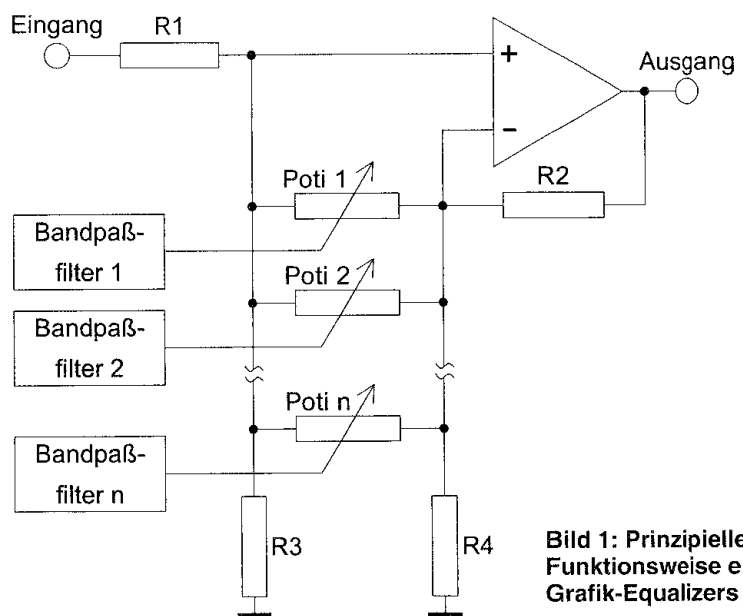 Eingang
R1
Ausgang
+
−
R2
Poti 1
Bandpaß-
filter 1
Poti 2
Bandpaß-
filter 2
Poti n
Bandpaß-
filter n
R3
R4
Bild 1: Prinzipielle
Funktionsweise e
Grafik-Equalizers